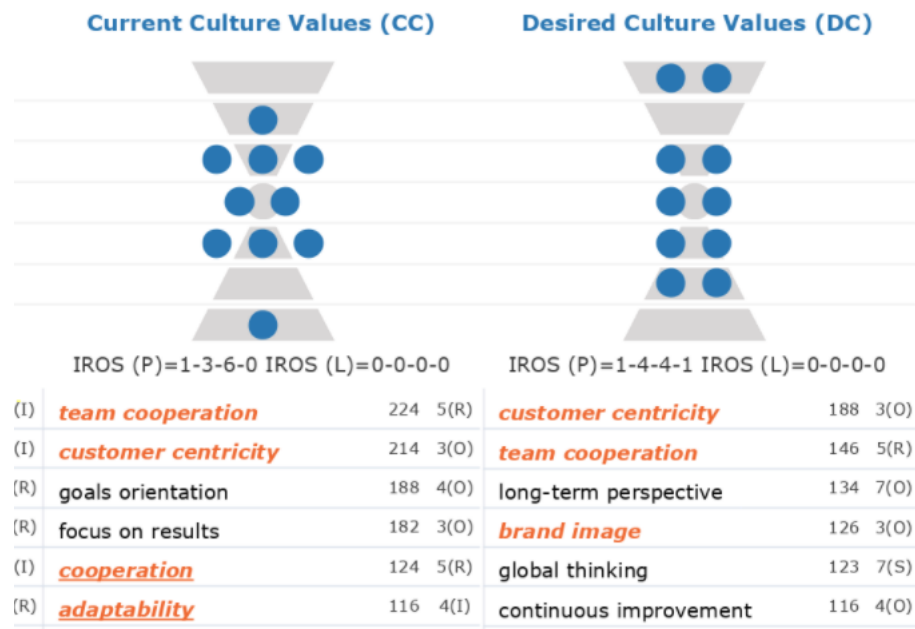 Current Culture Values (CC) Desired Culture Values (DC)
IROS (P)=1-3-6-0 IROS (L)=0-0-0-0 IROS (P)=1-4-4-1 IROS (L)=0-0-0-0
(I) team cooperation 224 5(R) customer centricity 188 3(O)
(I) customer centricity 214 3(O) team cooperation 146 5(R)
(R) goals orientation 188 4(O) long-term perspective 134 7(O)
(R) focus on results 182 3(O) brand image 126 3(O)
(I) cooperation 124 5(R) global thinking 123 7(S)
(R) adaptability 116 4(I) continuous improvement 116 4(O)